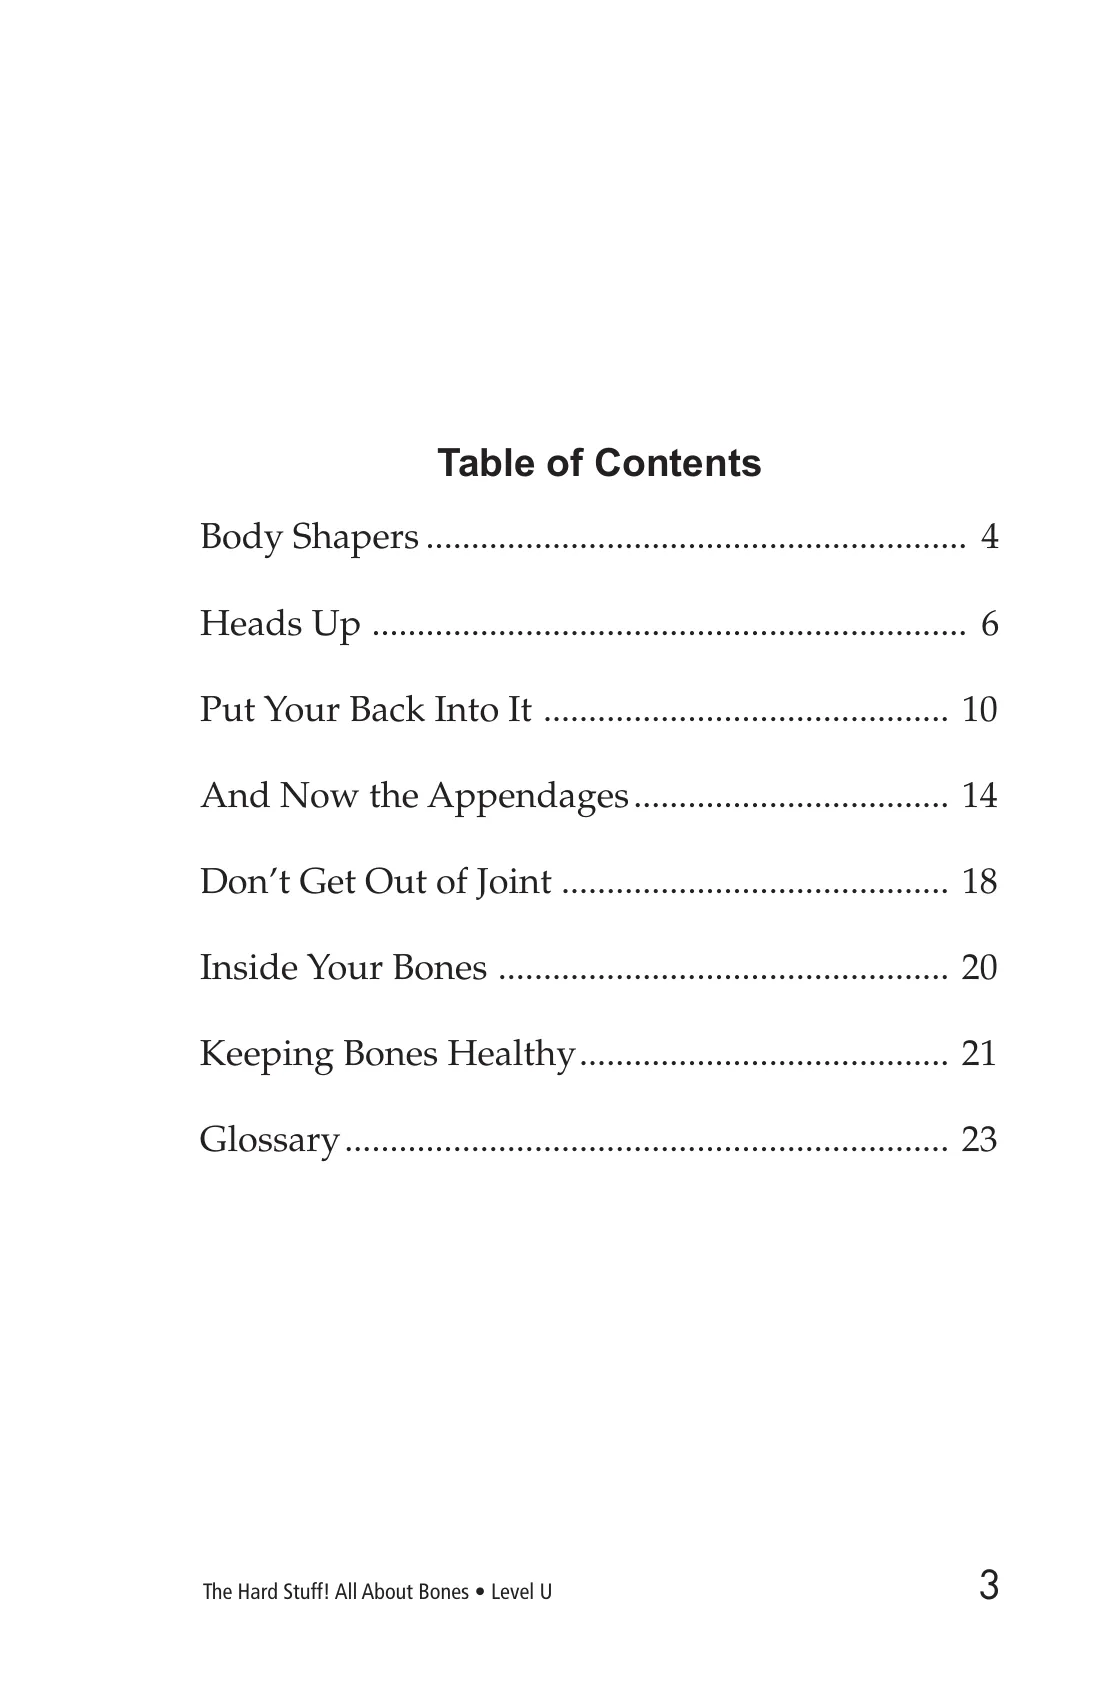 Table of Contents
Body Shapers ............................................................ 4
Heads Up .................................................................. 6
Put Your Back Into It ............................................. 10
And Now the Appendages ................................... 14
Don’t Get Out of Joint ........................................... 18
Inside Your Bones .................................................. 20
Keeping Bones Healthy ......................................... 21
Glossary ................................................................... 23
The Hard Stuff! All About Bones • Level U 3